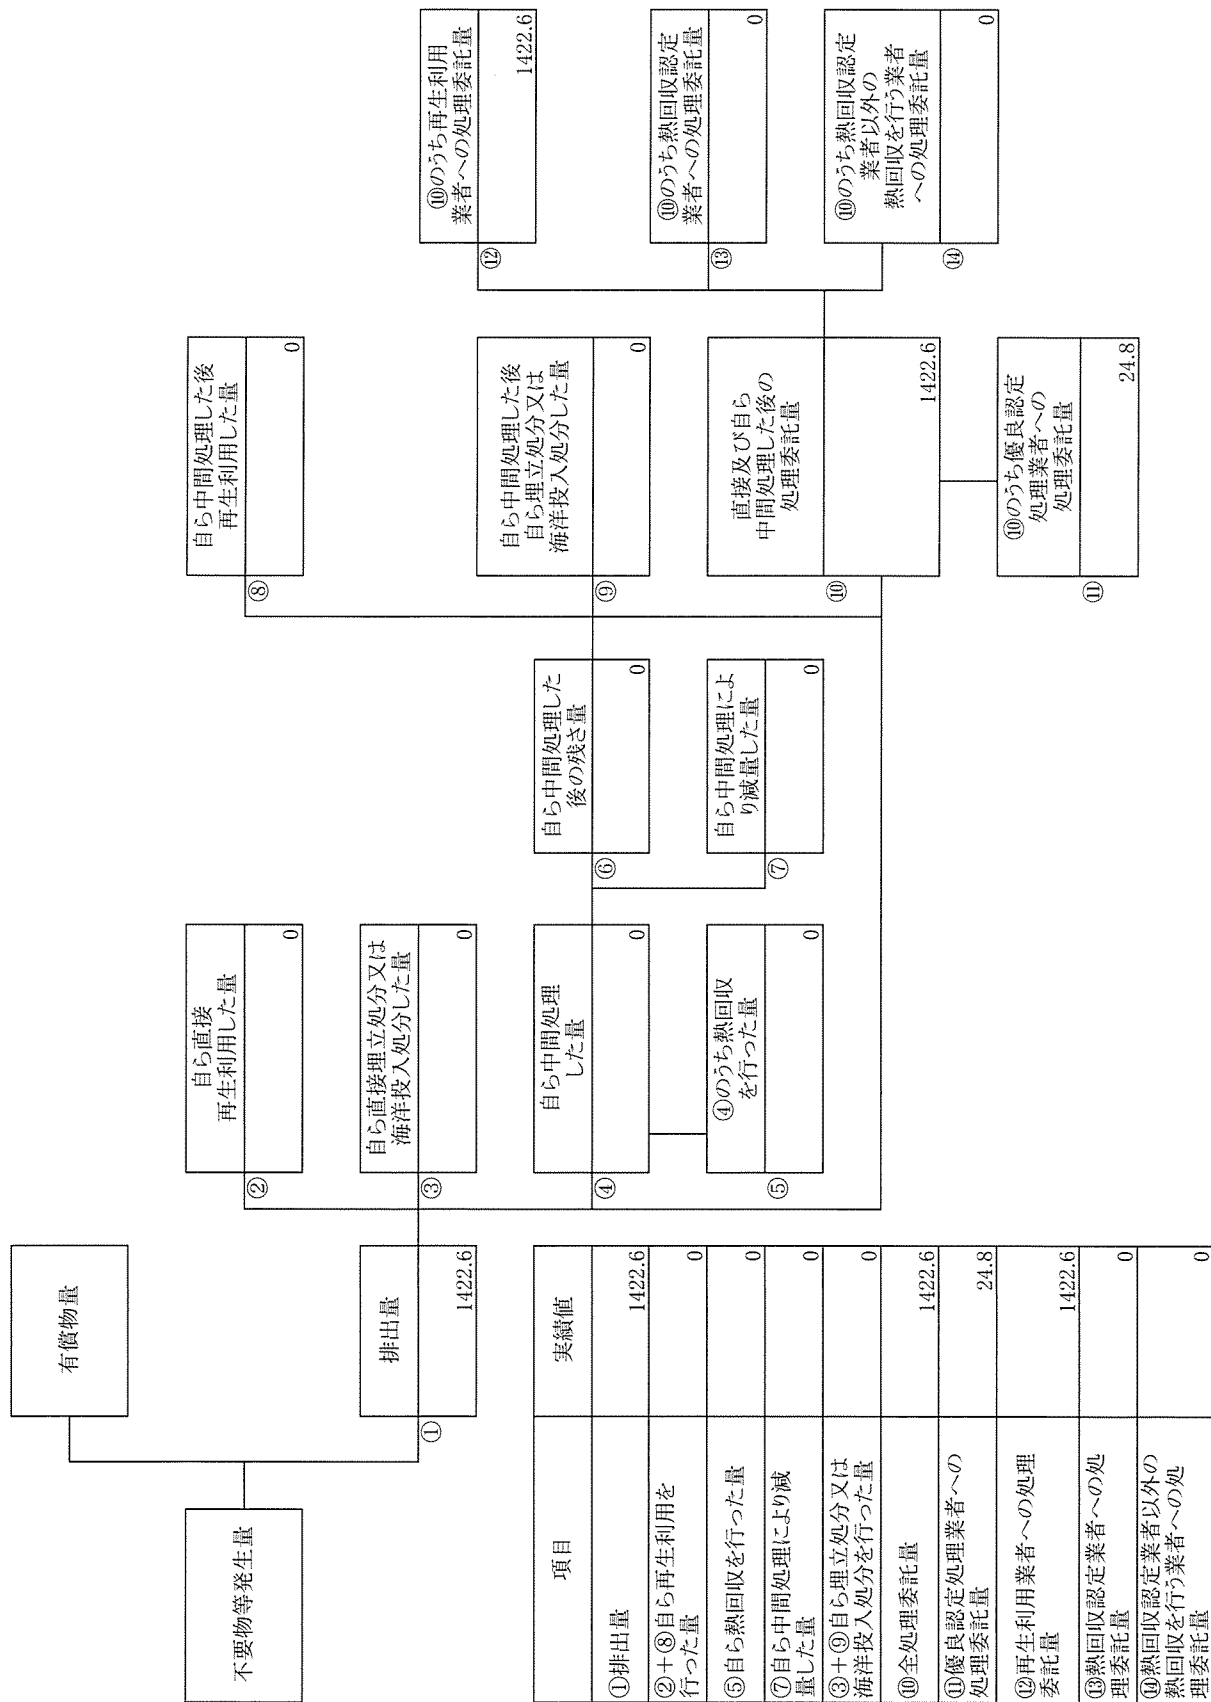 不要物等発生量
有償物量
排出量
①
1422.6
自ら直接
再生利用した量
②
0
自ら直接埋立処分又は
海洋投入処分した量
③
0
自ら中間処理
した量
④
0
④のうち熱回収
を行った量
⑤
0
自ら中間処理した
後の残さ量
⑥
0
自ら中間処理によ
り減量した量
⑦
0
自ら中間処理した後
再生利用した量
⑧
0
自ら中間処理した後
自ら埋立処分又は
海洋投入処分した量
⑨
0
直接及び自ら
中間処理した後の
処理委託量
⑩
1422.6
⑩のうち優良認定
処理業者への
処理委託量
⑪
24.8
⑩のうち再生利用
業者への処理委託量
⑫
1422.6
⑩のうち熱回収認定
業者への処理委託量
⑬
0
⑩のうち熱回収認定
業者以外の
熱回収を行う業者
への処理委託量
⑭
0
項目 実績値
①排出量 1422.6
②+⑧自ら再生利用を
行った量 0
⑤自ら熱回収を行った量 0
⑦自ら中間処理により減
量した量 0
③+⑨自ら埋立処分又は
海洋投入処分を行った量 0
⑩全処理委託量 1422.6
⑪優良認定処理業者への
処理委託量 24.8
⑫再生利用業者への処理
委託量 1422.6
⑬熱回収認定業者への処
理委託量 0
⑭熱回収認定業者以外の
熱回収を行う業者への処
理委託量 0